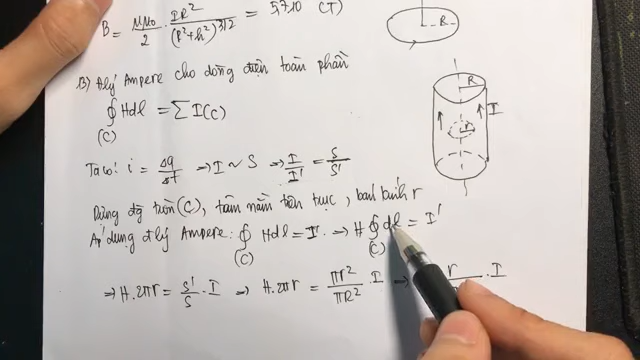 B = μμ₀/2 · IR²/(R²+h²)^3/2 = 5,7.10 (T)
R
B) Đlý Ampere cho dòng điện toàn phần
∮(C) Hdl = ΣI(C)
R
I
r
Ta có: i = Δq/Δt ⇒ I ~ S ⇒ I/I' = S/S'
Dựng đg tròn (C), tâm nằm trên trục, bán kính r
Áp dụng đlý Ampere: ∮(C) Hdl = I' ⇒ H ∮(C) dl = I'
⇒ H.2πr = S'/S · I ⇒ H.2πr = πr²/πR² · I ⇒ r · I